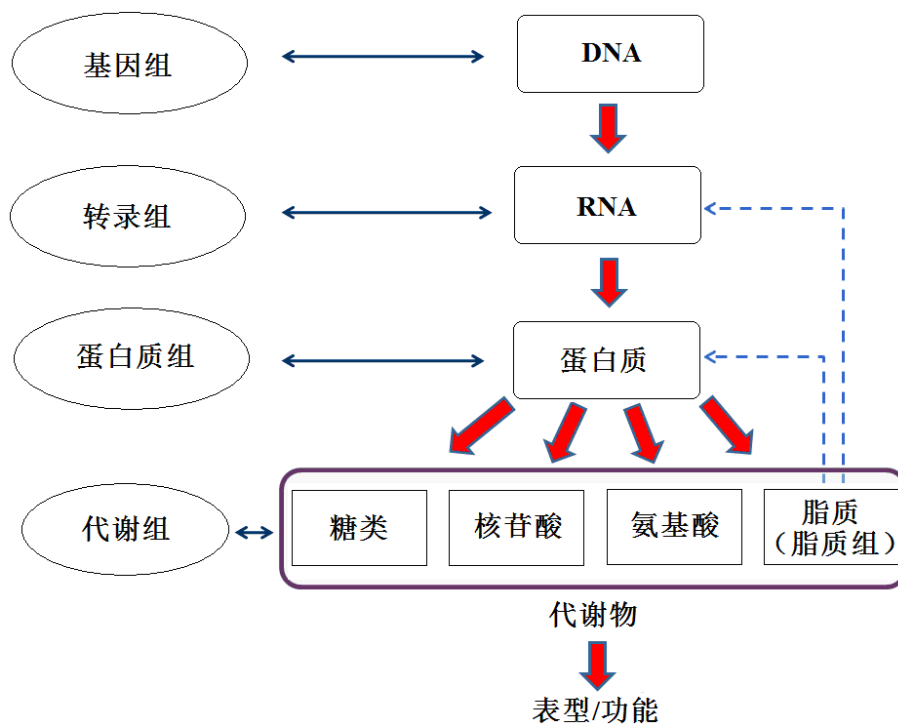 基因组
DNA
转录组
RNA
蛋白质组
蛋白质
代谢组
糖类
核苷酸
氨基酸
脂质
（脂质组）
代谢物
表型/功能